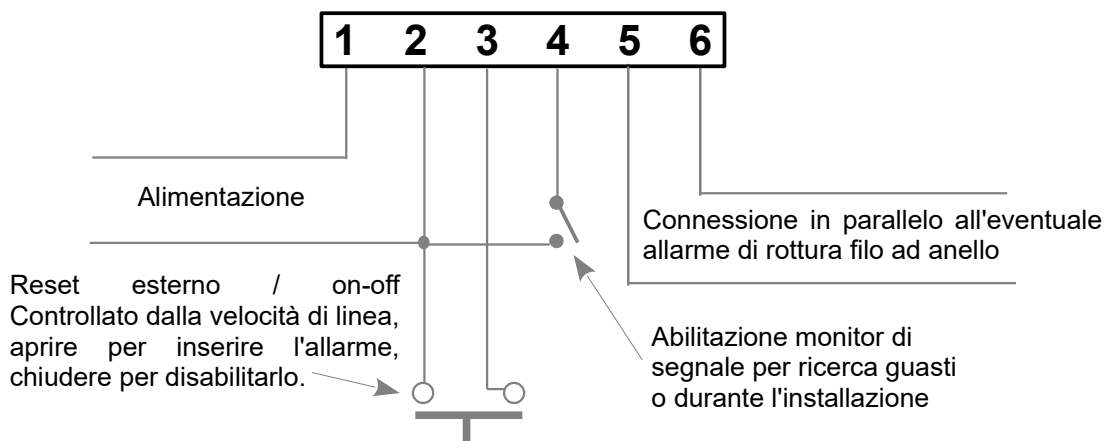 1 2 3 4 5 6
Alimentazione
Connessione in parallelo all'eventuale
allarme di rottura filo ad anello
Reset esterno / on-off
Controllato dalla velocità di linea,
aprire per inserire l'allarme,
chiudere per disabilitarlo.
Abilitazione monitor di
segnale per ricerca guasti
o durante l'installazione